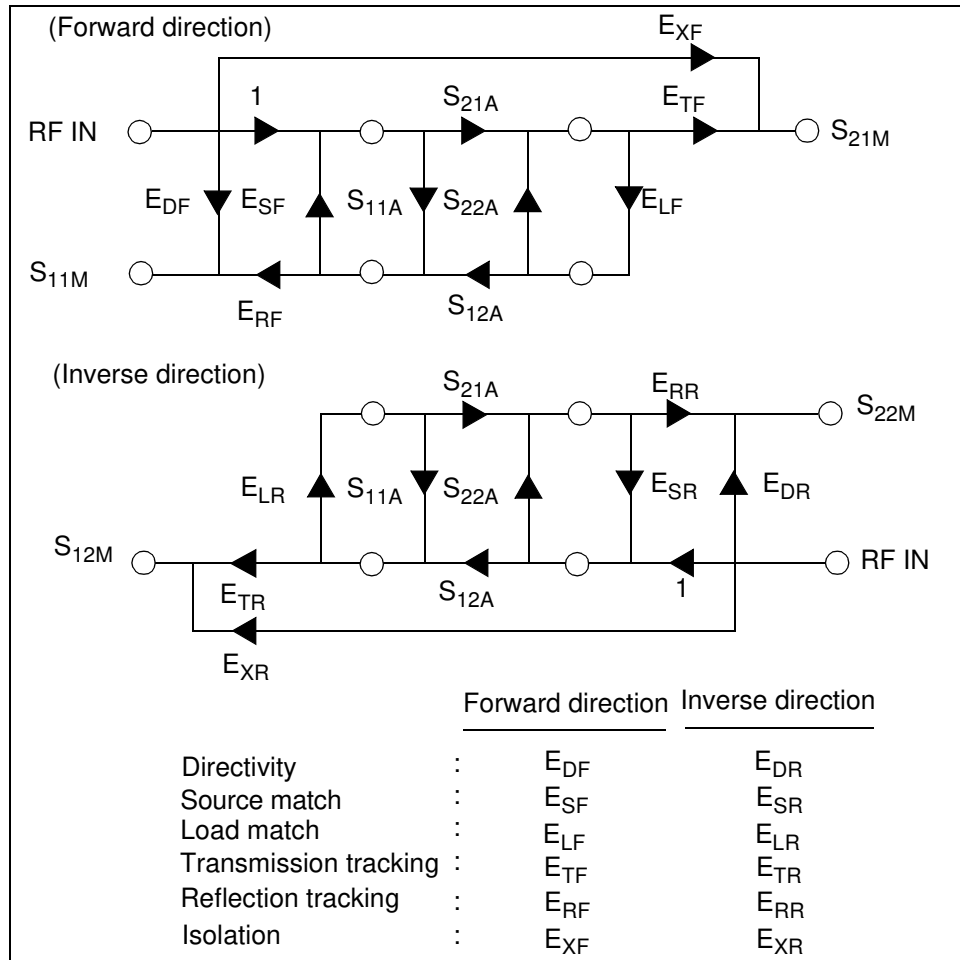 (Forward direction)
E_XF
1
S_21A
E_TF
RF IN
S_21M
E_DF
E_SF
S_11A
S_22A
E_LF
S_11M
E_RF
S_12A
(Inverse direction)
S_21A
E_RR
S_22M
E_LR
S_11A
S_22A
E_SR
E_DR
S_12M
RF IN
E_TR
S_12A
1
E_XR
Forward direction Inverse direction
Directivity : E_DF E_DR
Source match : E_SF E_SR
Load match : E_LF E_LR
Transmission tracking : E_TF E_TR
Reflection tracking : E_RF E_RR
Isolation : E_XF E_XR